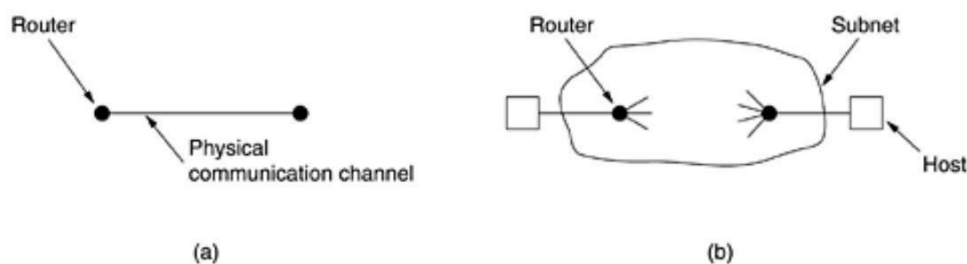 Router
Physical
communication channel
(a)
Router
Subnet
Host
(b)